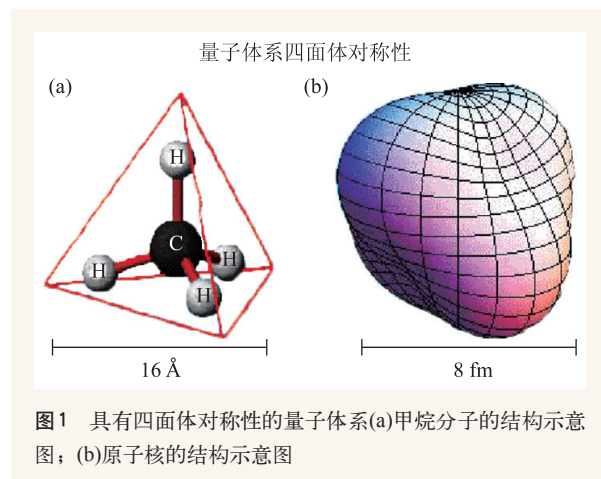 量子体系四面体对称性
(a)
(b)
H
C
H
H
H
16 Å
8 fm
图1 具有四面体对称性的量子体系(a)甲烷分子的结构示意
图；(b)原子核的结构示意图